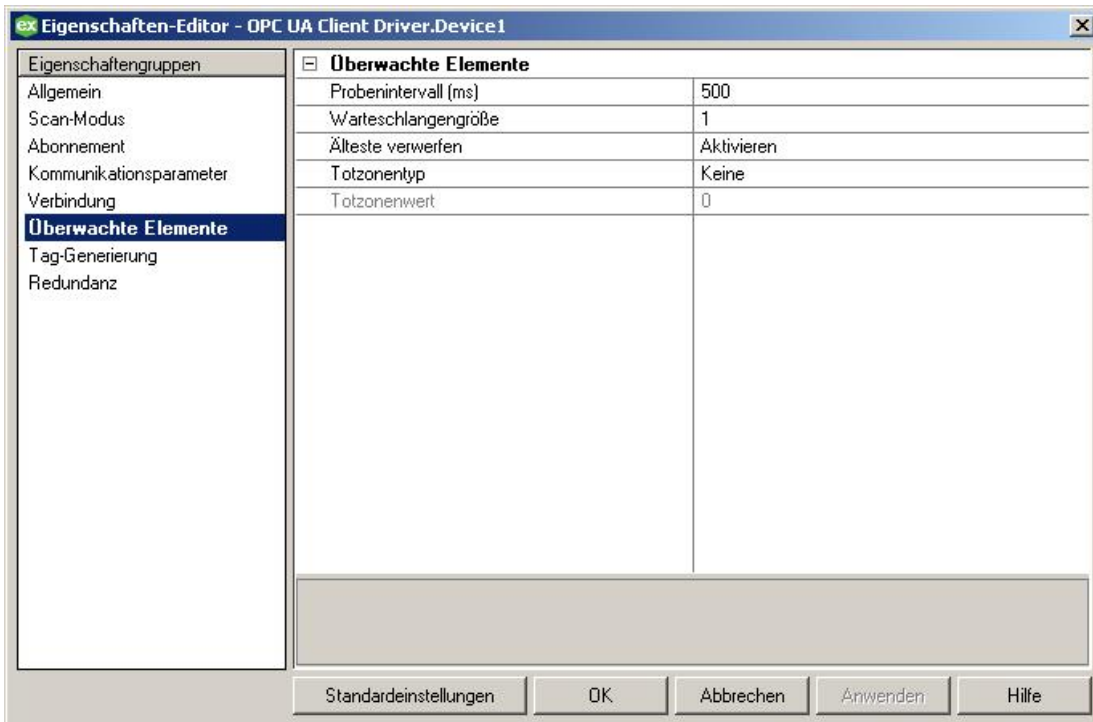 ex Eigenschaften-Editor - OPC UA Client Driver.Device1
Eigenschaftengruppen
Allgemein
Scan-Modus
Abonnement
Kommunikationsparameter
Verbindung
Überwachte Elemente
Tag-Generierung
Redundanz
Überwachte Elemente
Probenintervall (ms) 500
Warteschlangengröße 1
Älteste verwerfen Aktivieren
Totzonentyp Keine
Totzonenwert 0
Standardeinstellungen OK Abbrechen Anwenden Hilfe